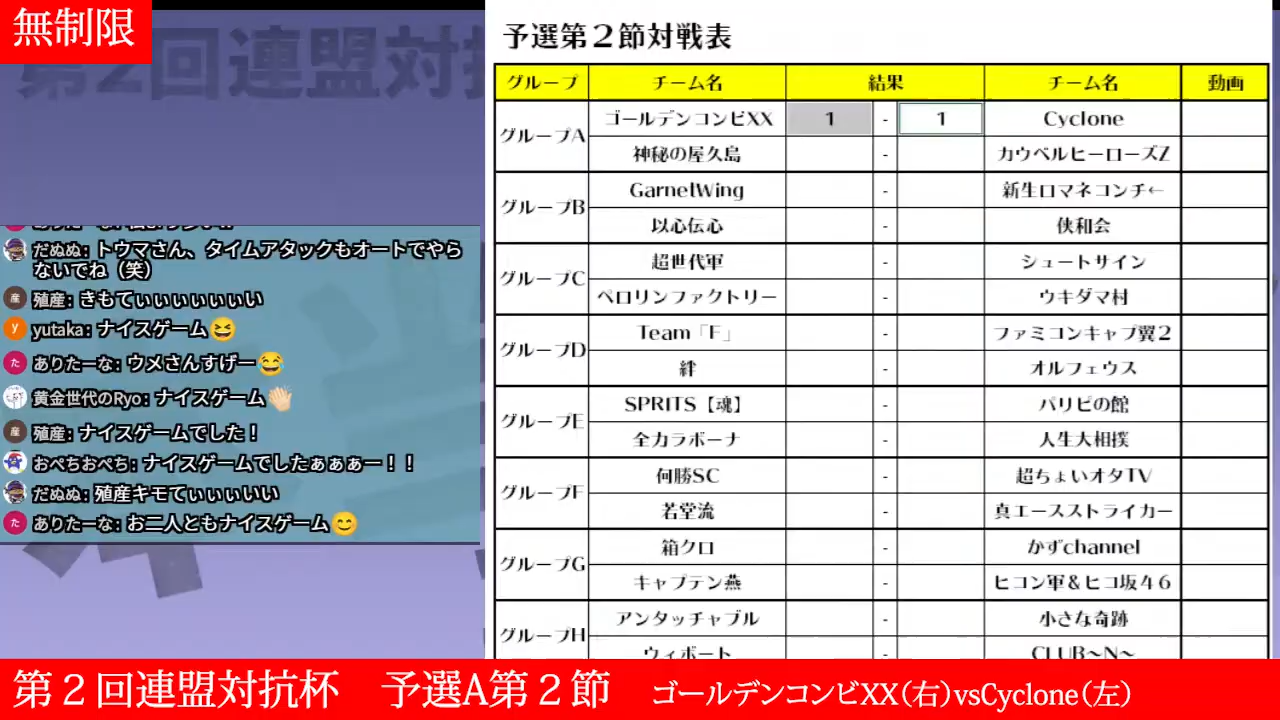 無制限
第2回連盟対抗
だぬぬ: トウマさん、タイムアタックもオートでやら
ないでね（笑）
殖産: きもてぃぃぃぃぃぃい
yutaka: ナイスゲーム😆
ありたーな: ウメさんすげー😂
黄金世代のRyo: ナイスゲーム👏🏻
殖産: ナイスゲームでした！
おぺちおぺち: ナイスゲームでしたぁぁぁー！！
だぬぬ: 殖産キモてぃぃぃいい
ありたーな: お二人ともナイスゲーム😊
予選第２節対戦表
グループ チーム名 結果 チーム名 動画
グループA ゴールデンコンビXX 1 - 1 Cyclone
神秘の屋久島 - カウベルヒーローズZ
グループB GarnetWing - 新生ロマネコンチ←
以心伝心 - 侠和会
グループC 超世代軍 - シュートサイン
ペロリンファクトリー - ウキダマ村
グループD Team「F」 - ファミコンキャプ翼２
絆 - オルフェウス
グループE SPRITS【魂】 - パリピの館
全力ラボーナ - 人生大相撲
グループF 何勝SC - 超ちょいオタTV
若堂流 - 真エースストライカー
グループG 箱クロ - かずchannel
キャプテン燕 - ヒコン軍＆ヒコ坂４６
グループH アンタッチャブル - 小さな奇跡
ウィポート - CLUB〜N〜
第２回連盟対抗杯　予選A第２節　ゴールデンコンビXX（右）vsCyclone（左）